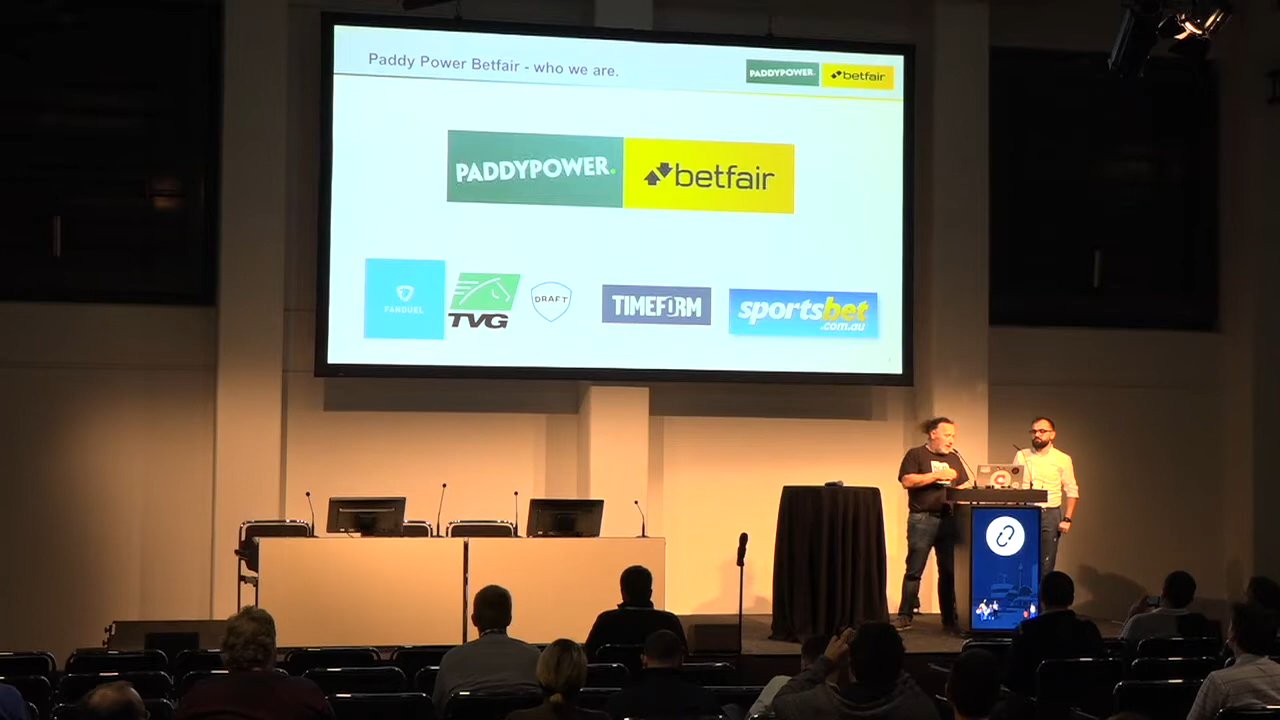 Paddy Power Betfair - who we are.
PADDYPOWER. betfair
PADDYPOWER. betfair
FANDUEL
TVG
DRAFT
TIMEFORM
sportsbet
.com.au